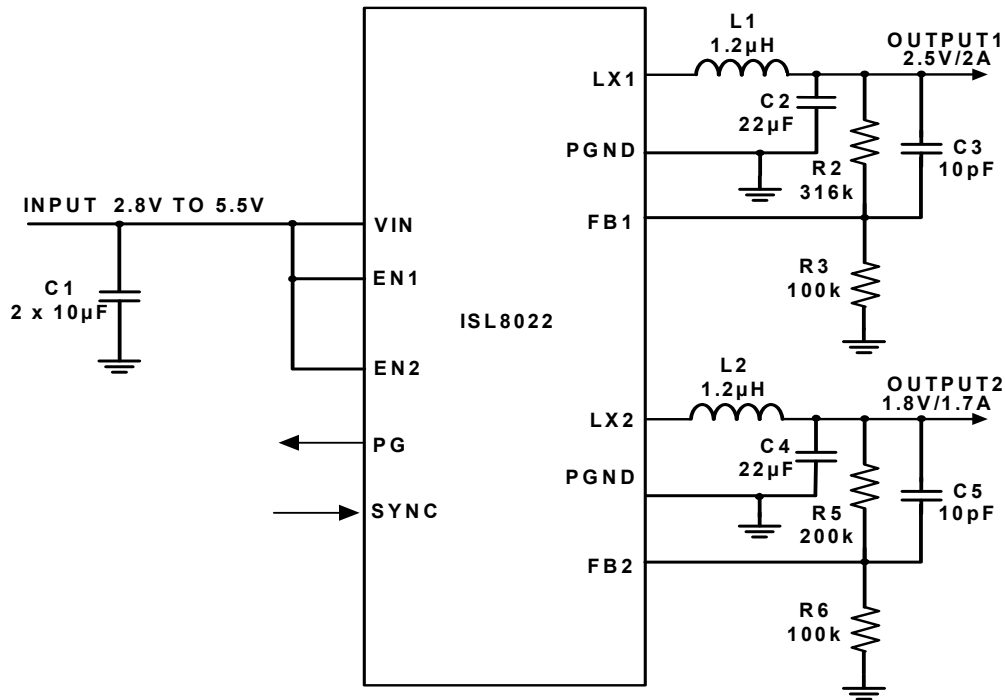 L1
1.2µH
OUTPUT1
2.5V/2A
LX1
C2
22µF
PGND
R2
316k
C3
10pF
INPUT 2.8V TO 5.5V
VIN
FB1
EN1
C1
2 x 10µF
R3
100k
ISL8022
EN2
L2
1.2µH
OUTPUT2
1.8V/1.7A
LX2
PG
C4
22µF
PGND
SYNC
R5
200k
C5
10pF
FB2
R6
100k